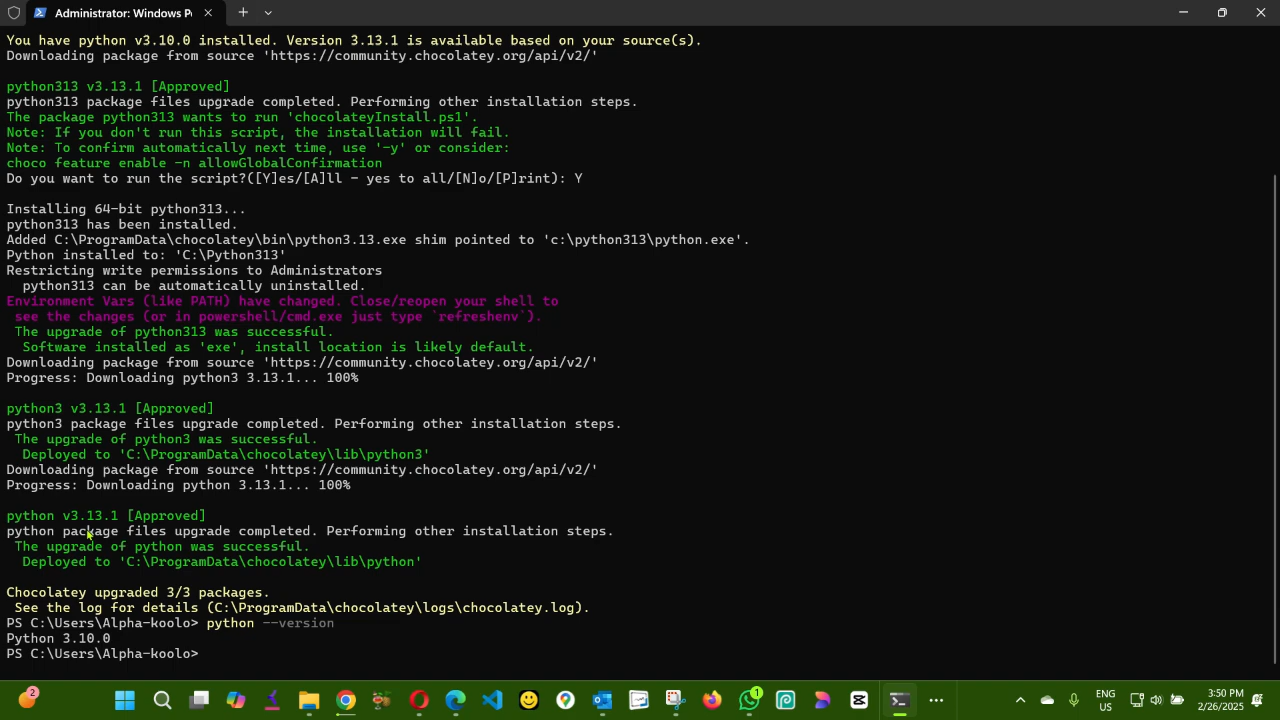 Administrator: Windows P
You have python v3.10.0 installed. Version 3.13.1 is available based on your source(s).
Downloading package from source 'https://community.chocolatey.org/api/v2/'
python313 v3.13.1 [Approved]
python313 package files upgrade completed. Performing other installation steps.
The package python313 wants to run 'chocolateyInstall.ps1'.
Note: If you don't run this script, the installation will fail.
Note: To confirm automatically next time, use '-y' or consider:
choco feature enable -n allowGlobalConfirmation
Do you want to run the script?([Y]es/[A]ll - yes to all/[N]o/[P]rint): Y
Installing 64-bit python313...
python313 has been installed.
Added C:\ProgramData\chocolatey\bin\python3.13.exe shim pointed to 'c:\python313\python.exe'.
Python installed to: 'C:\Python313'
Restricting write permissions to Administrators
python313 can be automatically uninstalled.
Environment Vars (like PATH) have changed. Close/reopen your shell to
see the changes (or in powershell/cmd.exe just type `refreshenv`).
The upgrade of python313 was successful.
Software installed as 'exe', install location is likely default.
Downloading package from source 'https://community.chocolatey.org/api/v2/'
Progress: Downloading python3 3.13.1... 100%
python3 v3.13.1 [Approved]
python3 package files upgrade completed. Performing other installation steps.
The upgrade of python3 was successful.
Deployed to 'C:\ProgramData\chocolatey\lib\python3'
Downloading package from source 'https://community.chocolatey.org/api/v2/'
Progress: Downloading python 3.13.1... 100%
python v3.13.1 [Approved]
python package files upgrade completed. Performing other installation steps.
The upgrade of python was successful.
Deployed to 'C:\ProgramData\chocolatey\lib\python'
Chocolatey upgraded 3/3 packages.
See the log for details (C:\ProgramData\chocolatey\logs\chocolatey.log).
PS C:\Users\Alpha-koolo> python --version
Python 3.10.0
PS C:\Users\Alpha-koolo>
2
1
ENG
US
3:50 PM
2/26/2025